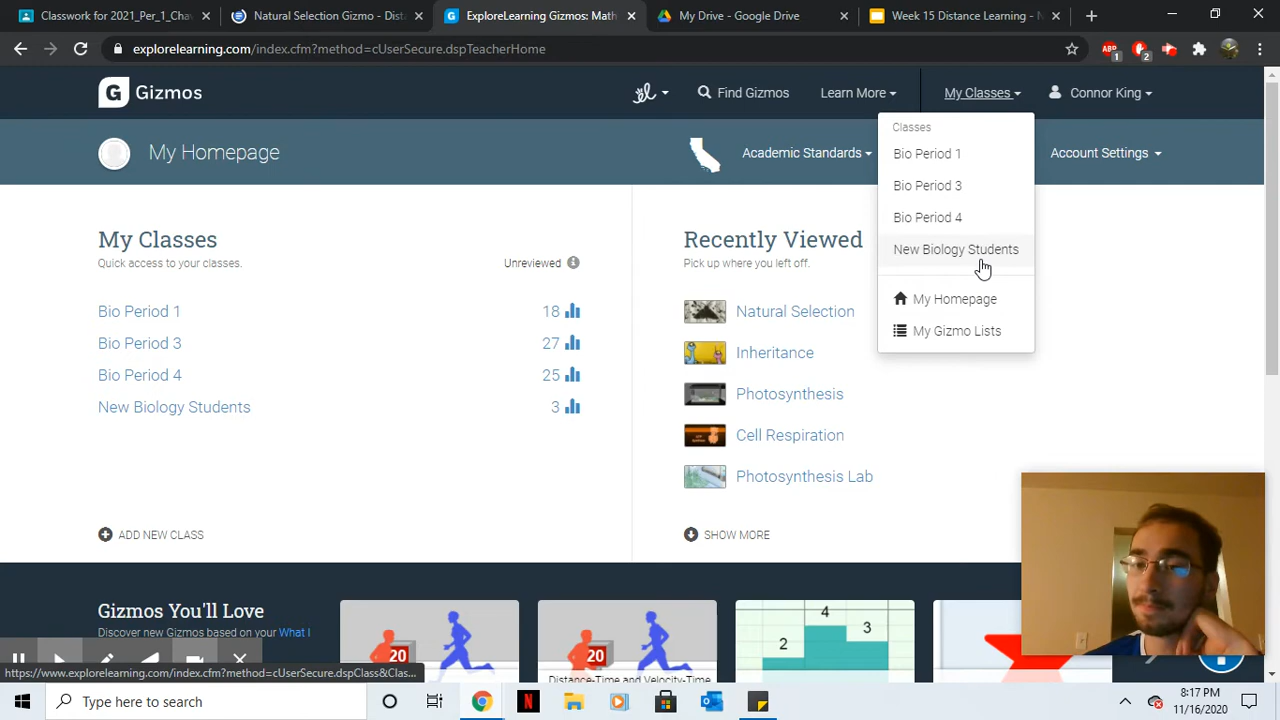 Classwork for 2021_Per_1_Chas
Natural Selection Gizmo - Dista
ExploreLearning Gizmos: Math
My Drive - Google Drive
Week 15 Distance Learning - N
explorelearning.com/index.cfm?method=cUserSecure.dspTeacherHome
1
2
G Gizmos
Find Gizmos
Learn More
My Classes
Connor King
My Homepage
Academic Standards
Account Settings
Classes
Bio Period 1
Bio Period 3
Bio Period 4
New Biology Students
My Homepage
My Gizmo Lists
My Classes
Quick access to your classes.
Unreviewed
Bio Period 1 18
Bio Period 3 27
Bio Period 4 25
New Biology Students 3
ADD NEW CLASS
Recently Viewed
Pick up where you left off.
Natural Selection
Inheritance
Photosynthesis
Cell Respiration
Photosynthesis Lab
SHOW MORE
Gizmos You'll Love
Discover new Gizmos based on your What I
20
20
2
4
3
Distance-Time and Velocity-Time
https://www.explorelearning.com/index.cfm?method=cUserSecure.dspClass&Clas...
Type here to search
8:17 PM
11/16/2020